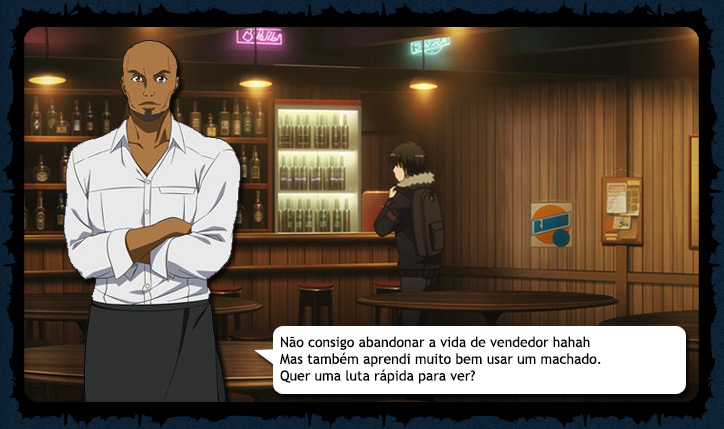 Não consigo abandonar a vida de vendedor hahah
Mas também aprendi muito bem usar um machado.
Quer uma luta rápida para ver?